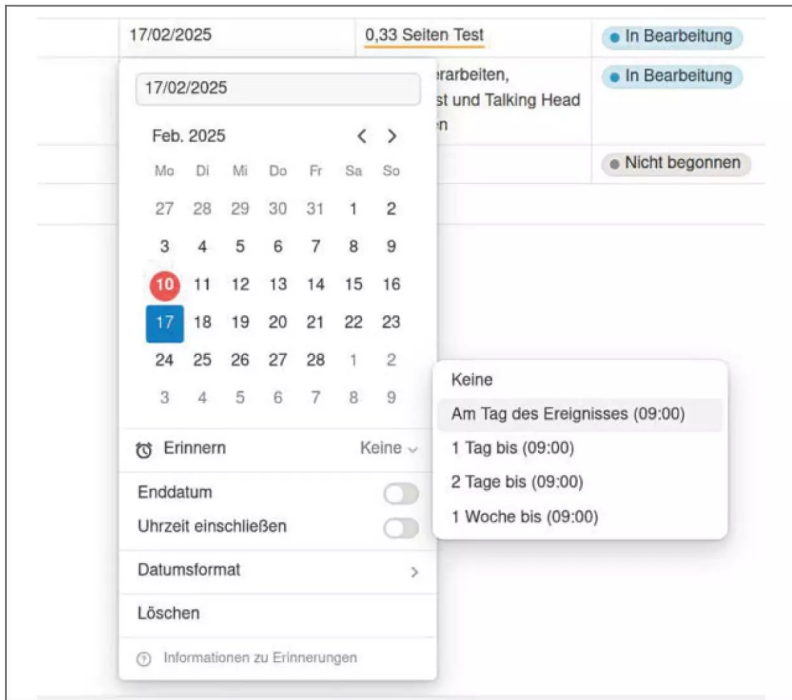 17/02/2025 0,33 Seiten Test In Bearbeitung
In Bearbeitung
st und Talking Head
17/02/2025
Feb. 2025
Mo Di Mi Do Fr Sa So
Nicht begonnen
27 28 29 30 31 1 2
3 4 5 6 7 8 9
10 11 12 13 14 15 16
17 18 19 20 21 22 23
24 25 26 27 28 1 2
3 4 5 6 7 8 9
Erinnern Keine
Enddatum
Uhrzeit einschließen
Datumsformat
Löschen
Informationen zu Erinnerungen
Keine
Am Tag des Ereignisses (09:00)
1 Tag bis (09:00)
2 Tage bis (09:00)
1 Woche bis (09:00)